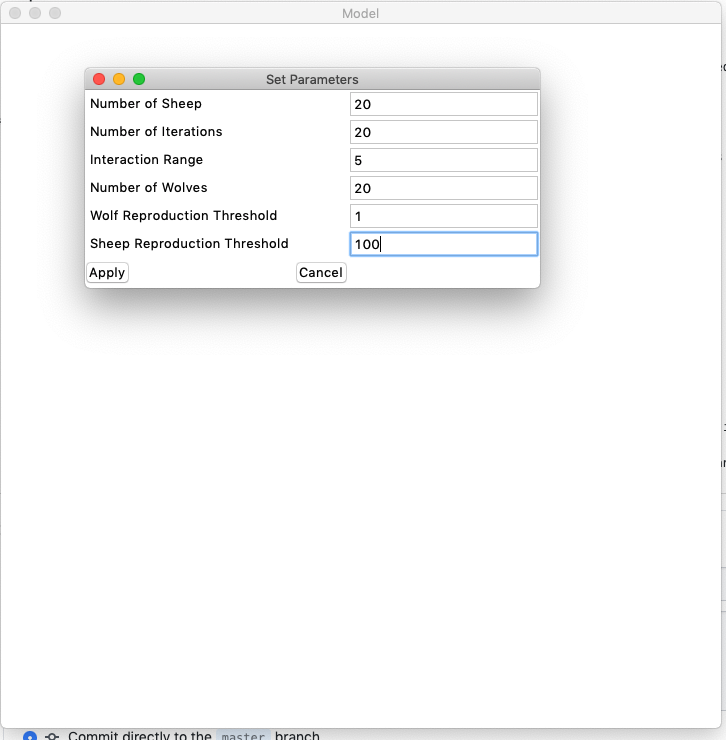 Model
Set Parameters
Number of Sheep 20
Number of Iterations 20
Interaction Range 5
Number of Wolves 20
Wolf Reproduction Threshold 1
Sheep Reproduction Threshold 100
Apply Cancel
Commit directly to the master branch